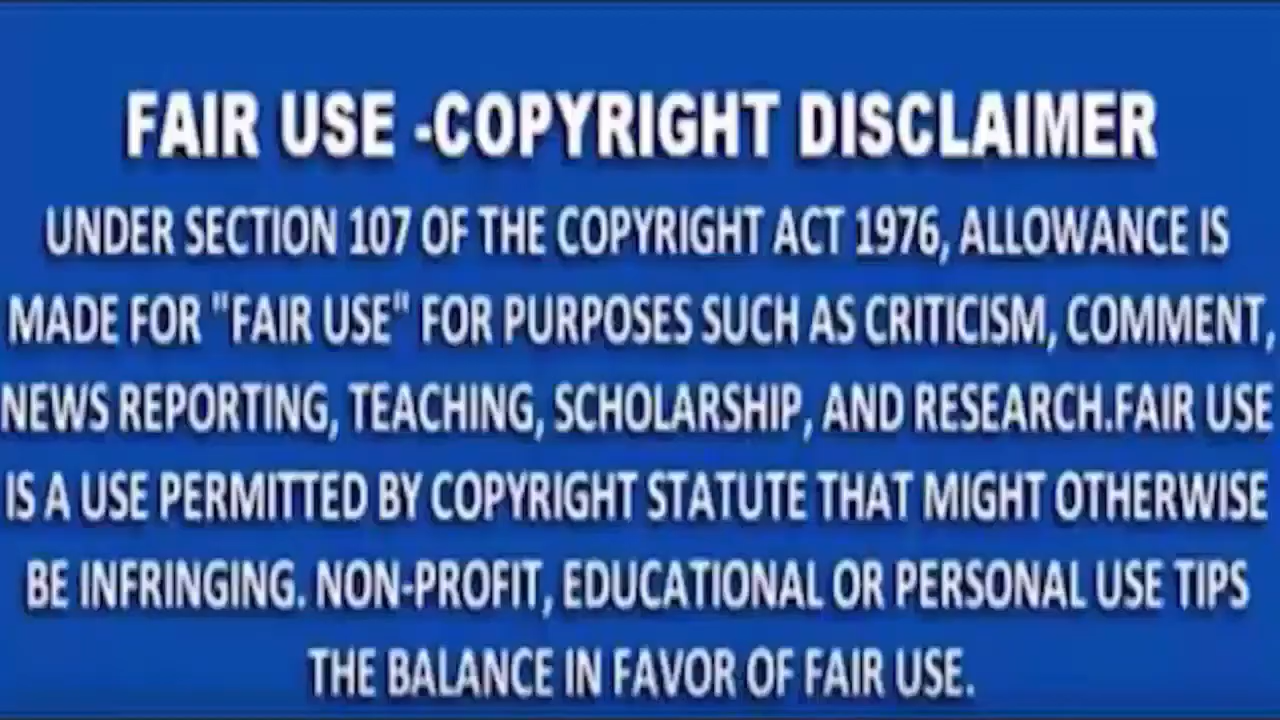 FAIR USE -COPYRIGHT DISCLAIMER
UNDER SECTION 107 OF THE COPYRIGHT ACT 1976, ALLOWANCE IS
MADE FOR "FAIR USE" FOR PURPOSES SUCH AS CRITICISM, COMMENT,
NEWS REPORTING, TEACHING, SCHOLARSHIP, AND RESEARCH.FAIR USE
IS A USE PERMITTED BY COPYRIGHT STATUTE THAT MIGHT OTHERWISE
BE INFRINGING. NON-PROFIT, EDUCATIONAL OR PERSONAL USE TIPS
THE BALANCE IN FAVOR OF FAIR USE.